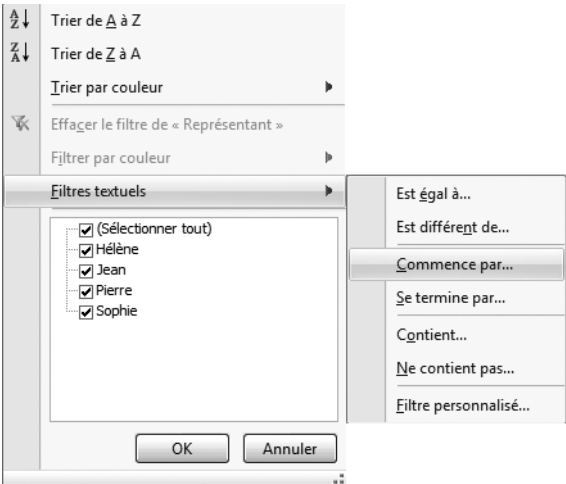 Trier de A à Z
Trier de Z à A
Trier par couleur
Effacer le filtre de « Représentant »
Filtrer par couleur
Filtres textuels
(Sélectionner tout)
Hélène
Jean
Pierre
Sophie
OK Annuler
Est égal à...
Est différent de...
Commence par...
Se termine par...
Contient...
Ne contient pas...
Filtre personnalisé...